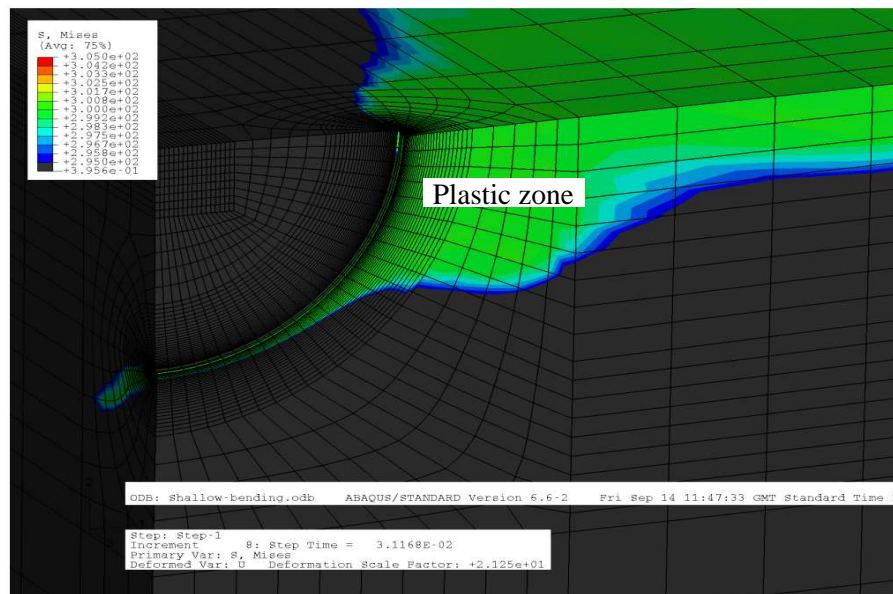 S, Mises
(Avg: 75%)
+3.050e+02
+3.042e+02
+3.033e+02
+3.025e+02
+3.017e+02
+3.008e+02
+3.000e+02
+2.992e+02
+2.983e+02
+2.975e+02
+2.967e+02
+2.958e+02
+2.950e+02
+3.956e-01
Plastic zone
ODB: Shallow-bending.odb ABAQUS/STANDARD Version 6.6-2 Fri Sep 14 11:47:33 GMT Standard Time
Step: Step-1
Increment 8: Step Time = 3.1168E-02
Primary Var: S, Mises
Deformed Var: U Deformation Scale Factor: +2.125e+01